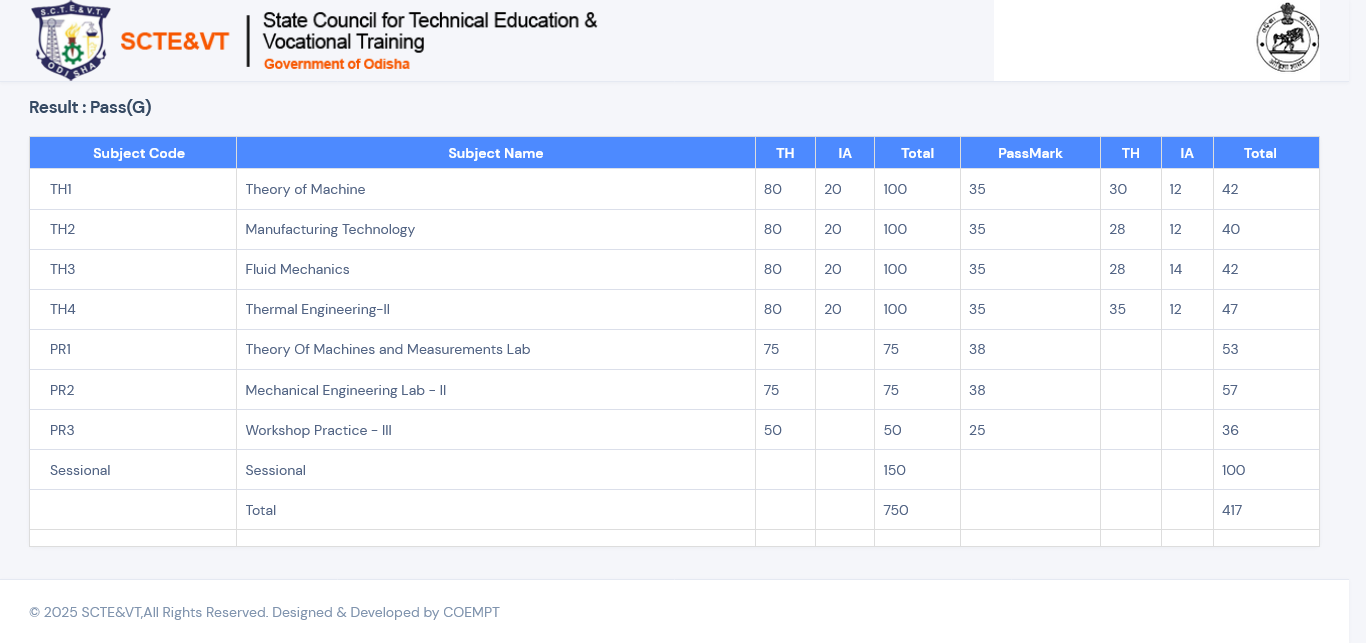 S.C.T.E.& V.T.
ODISHA
SCTE&VT
State Council for Technical Education &
Vocational Training
Government of Odisha
Result : Pass(G)
Subject Code Subject Name TH IA Total PassMark TH IA Total
TH1 Theory of Machine 80 20 100 35 30 12 42
TH2 Manufacturing Technology 80 20 100 35 28 12 40
TH3 Fluid Mechanics 80 20 100 35 28 14 42
TH4 Thermal Engineering-II 80 20 100 35 35 12 47
PR1 Theory Of Machines and Measurements Lab 75 75 38 53
PR2 Mechanical Engineering Lab - II 75 75 38 57
PR3 Workshop Practice - III 50 50 25 36
Sessional Sessional 150 100
Total 750 417
© 2025 SCTE&VT,All Rights Reserved. Designed & Developed by COEMPT